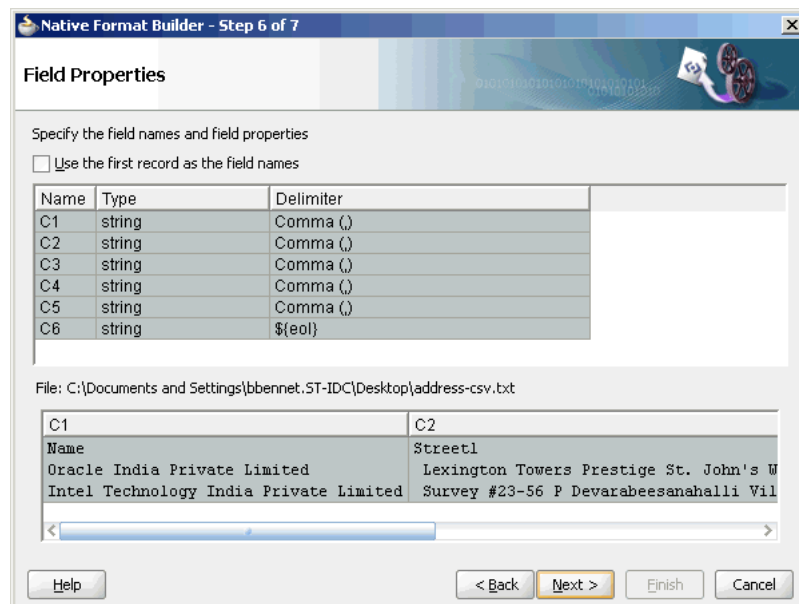 Native Format Builder - Step 6 of 7
Field Properties
Specify the field names and field properties
Use the first record as the field names
Name Type Delimiter
C1 string Comma (,)
C2 string Comma (,)
C3 string Comma (,)
C4 string Comma (,)
C5 string Comma (,)
C6 string ${eol}
File: C:\Documents and Settings\bbennet.ST-IDC\Desktop\address-csv.txt
C1 C2
Name Street1
Oracle India Private Limited Lexington Towers Prestige St. John's W
Intel Technology India Private Limited Survey #23-56 P Devarabeesanahalli Vil
Help < Back Next > Finish Cancel